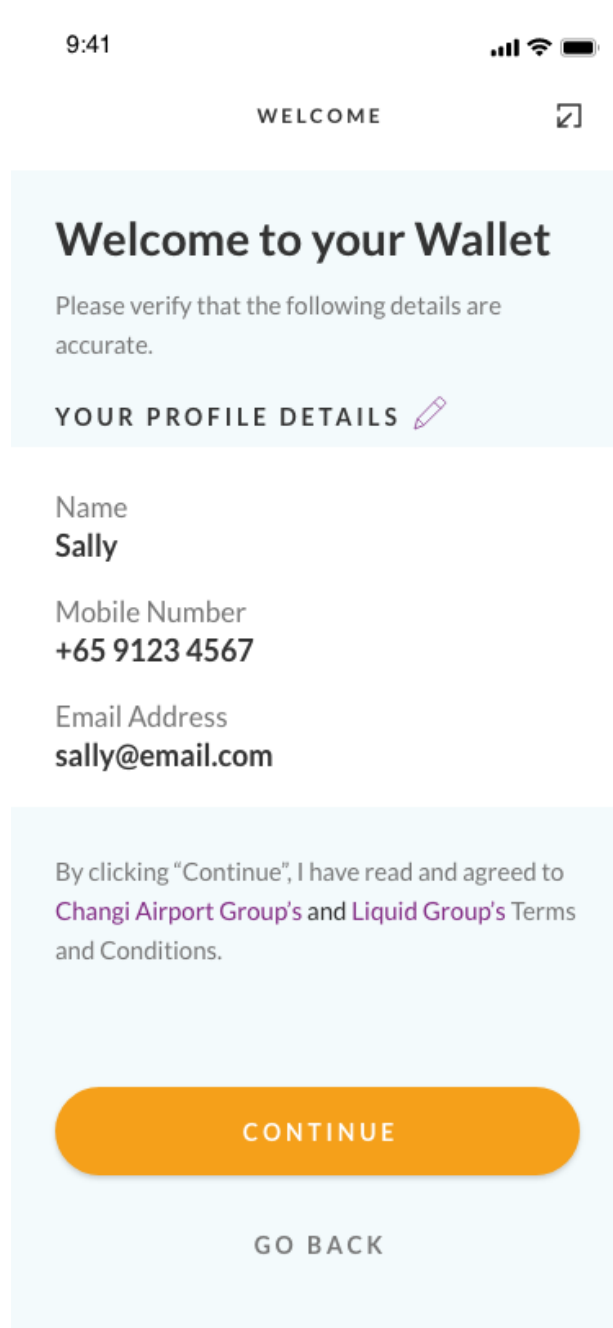 9:41
WELCOME
Welcome to your Wallet
Please verify that the following details are
accurate.
YOUR PROFILE DETAILS
Name
Sally
Mobile Number
+65 9123 4567
Email Address
sally@email.com
By clicking “Continue”, I have read and agreed to
Changi Airport Group’s and Liquid Group’s Terms
and Conditions.
CONTINUE
GO BACK